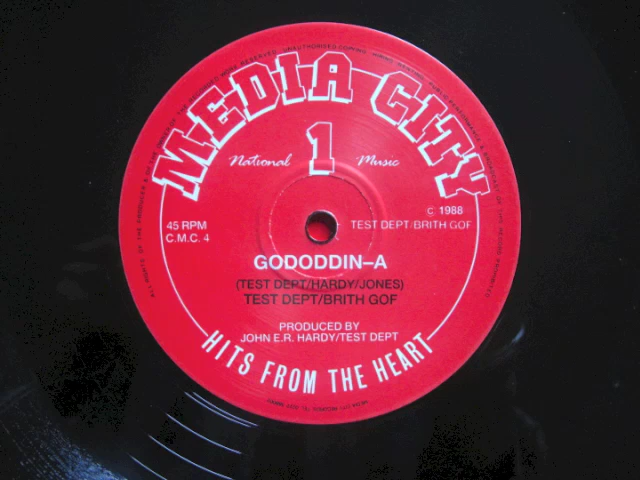 MEDIA CITY
National 1 Music
© 1988
45 RPM TEST DEPT/BRITH GOF
C.M.C. 4
GODODDIN–A
(TEST DEPT/HARDY/JONES)
TEST DEPT/BRITH GOF
PRODUCED BY
JOHN E.R. HARDY/TEST DEPT
HITS FROM THE HEART